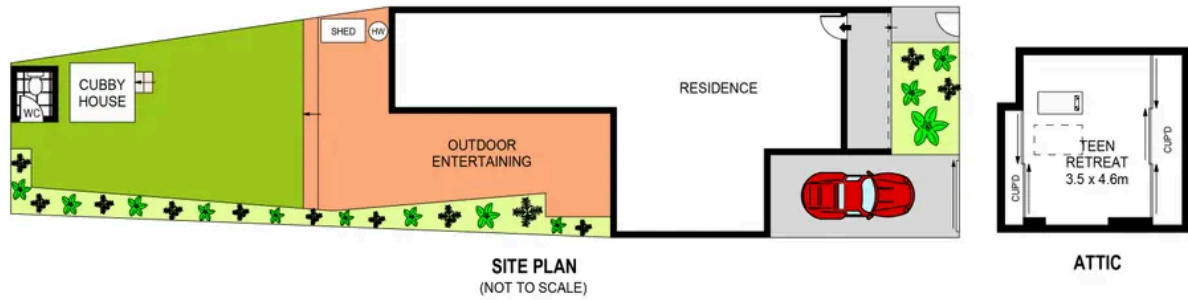 SHED
HW
CUBBY
HOUSE
WC
RESIDENCE
OUTDOOR
ENTERTAINING
SITE PLAN
(NOT TO SCALE)
CUP'D
TEEN
RETREAT
3.5 x 4.6m
CUP'D
ATTIC